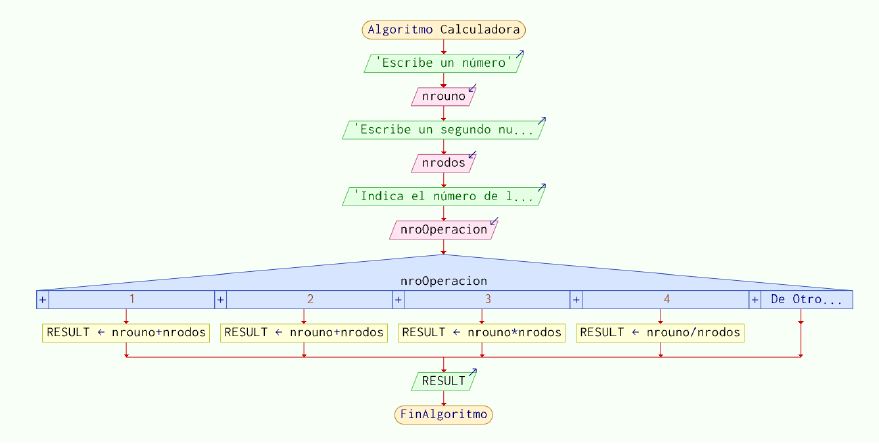 Algoritmo Calculadora
'Escribe un número'
nrouno
'Escribe un segundo nu...
nrodos
'Indica el número de l...
nroOperacion
nroOperacion
+ 1 + 2 + 3 + 4 + De Otro...
RESULT ← nrouno+nrodos RESULT ← nrouno+nrodos RESULT ← nrouno*nrodos RESULT ← nrouno/nrodos
RESULT
FinAlgoritmo